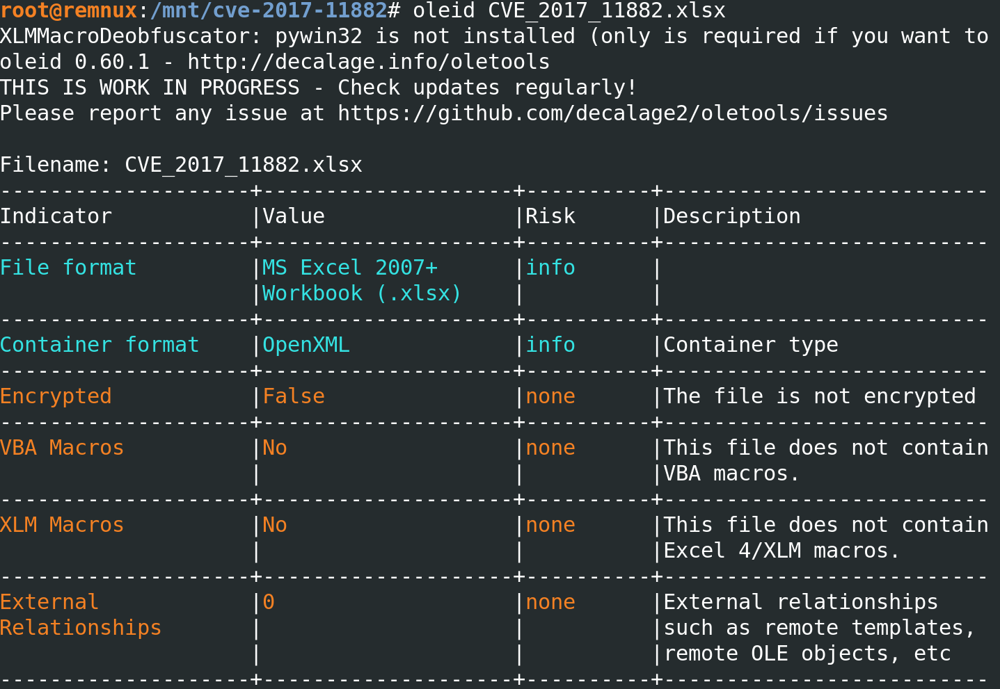 root@remnux:/mnt/cve-2017-11882# oleid CVE_2017_11882.xlsx
XLMMacroDeobfuscator: pywin32 is not installed (only is required if you want to
oleid 0.60.1 - http://decalage.info/oletools
THIS IS WORK IN PROGRESS - Check updates regularly!
Please report any issue at https://github.com/decalage2/oletools/issues

Filename: CVE_2017_11882.xlsx
--------------------+--------------------+----------+--------------------------
Indicator           |Value               |Risk      |Description
--------------------+--------------------+----------+--------------------------
File format         |MS Excel 2007+      |info      |
                    |Workbook (.xlsx)    |          |
--------------------+--------------------+----------+--------------------------
Container format    |OpenXML             |info      |Container type
--------------------+--------------------+----------+--------------------------
Encrypted           |False               |none      |The file is not encrypted
--------------------+--------------------+----------+--------------------------
VBA Macros          |No                  |none      |This file does not contain
                    |                    |          |VBA macros.
--------------------+--------------------+----------+--------------------------
XLM Macros          |No                  |none      |This file does not contain
                    |                    |          |Excel 4/XLM macros.
--------------------+--------------------+----------+--------------------------
External            |0                   |none      |External relationships
Relationships       |                    |          |such as remote templates,
                    |                    |          |remote OLE objects, etc
--------------------+--------------------+----------+--------------------------